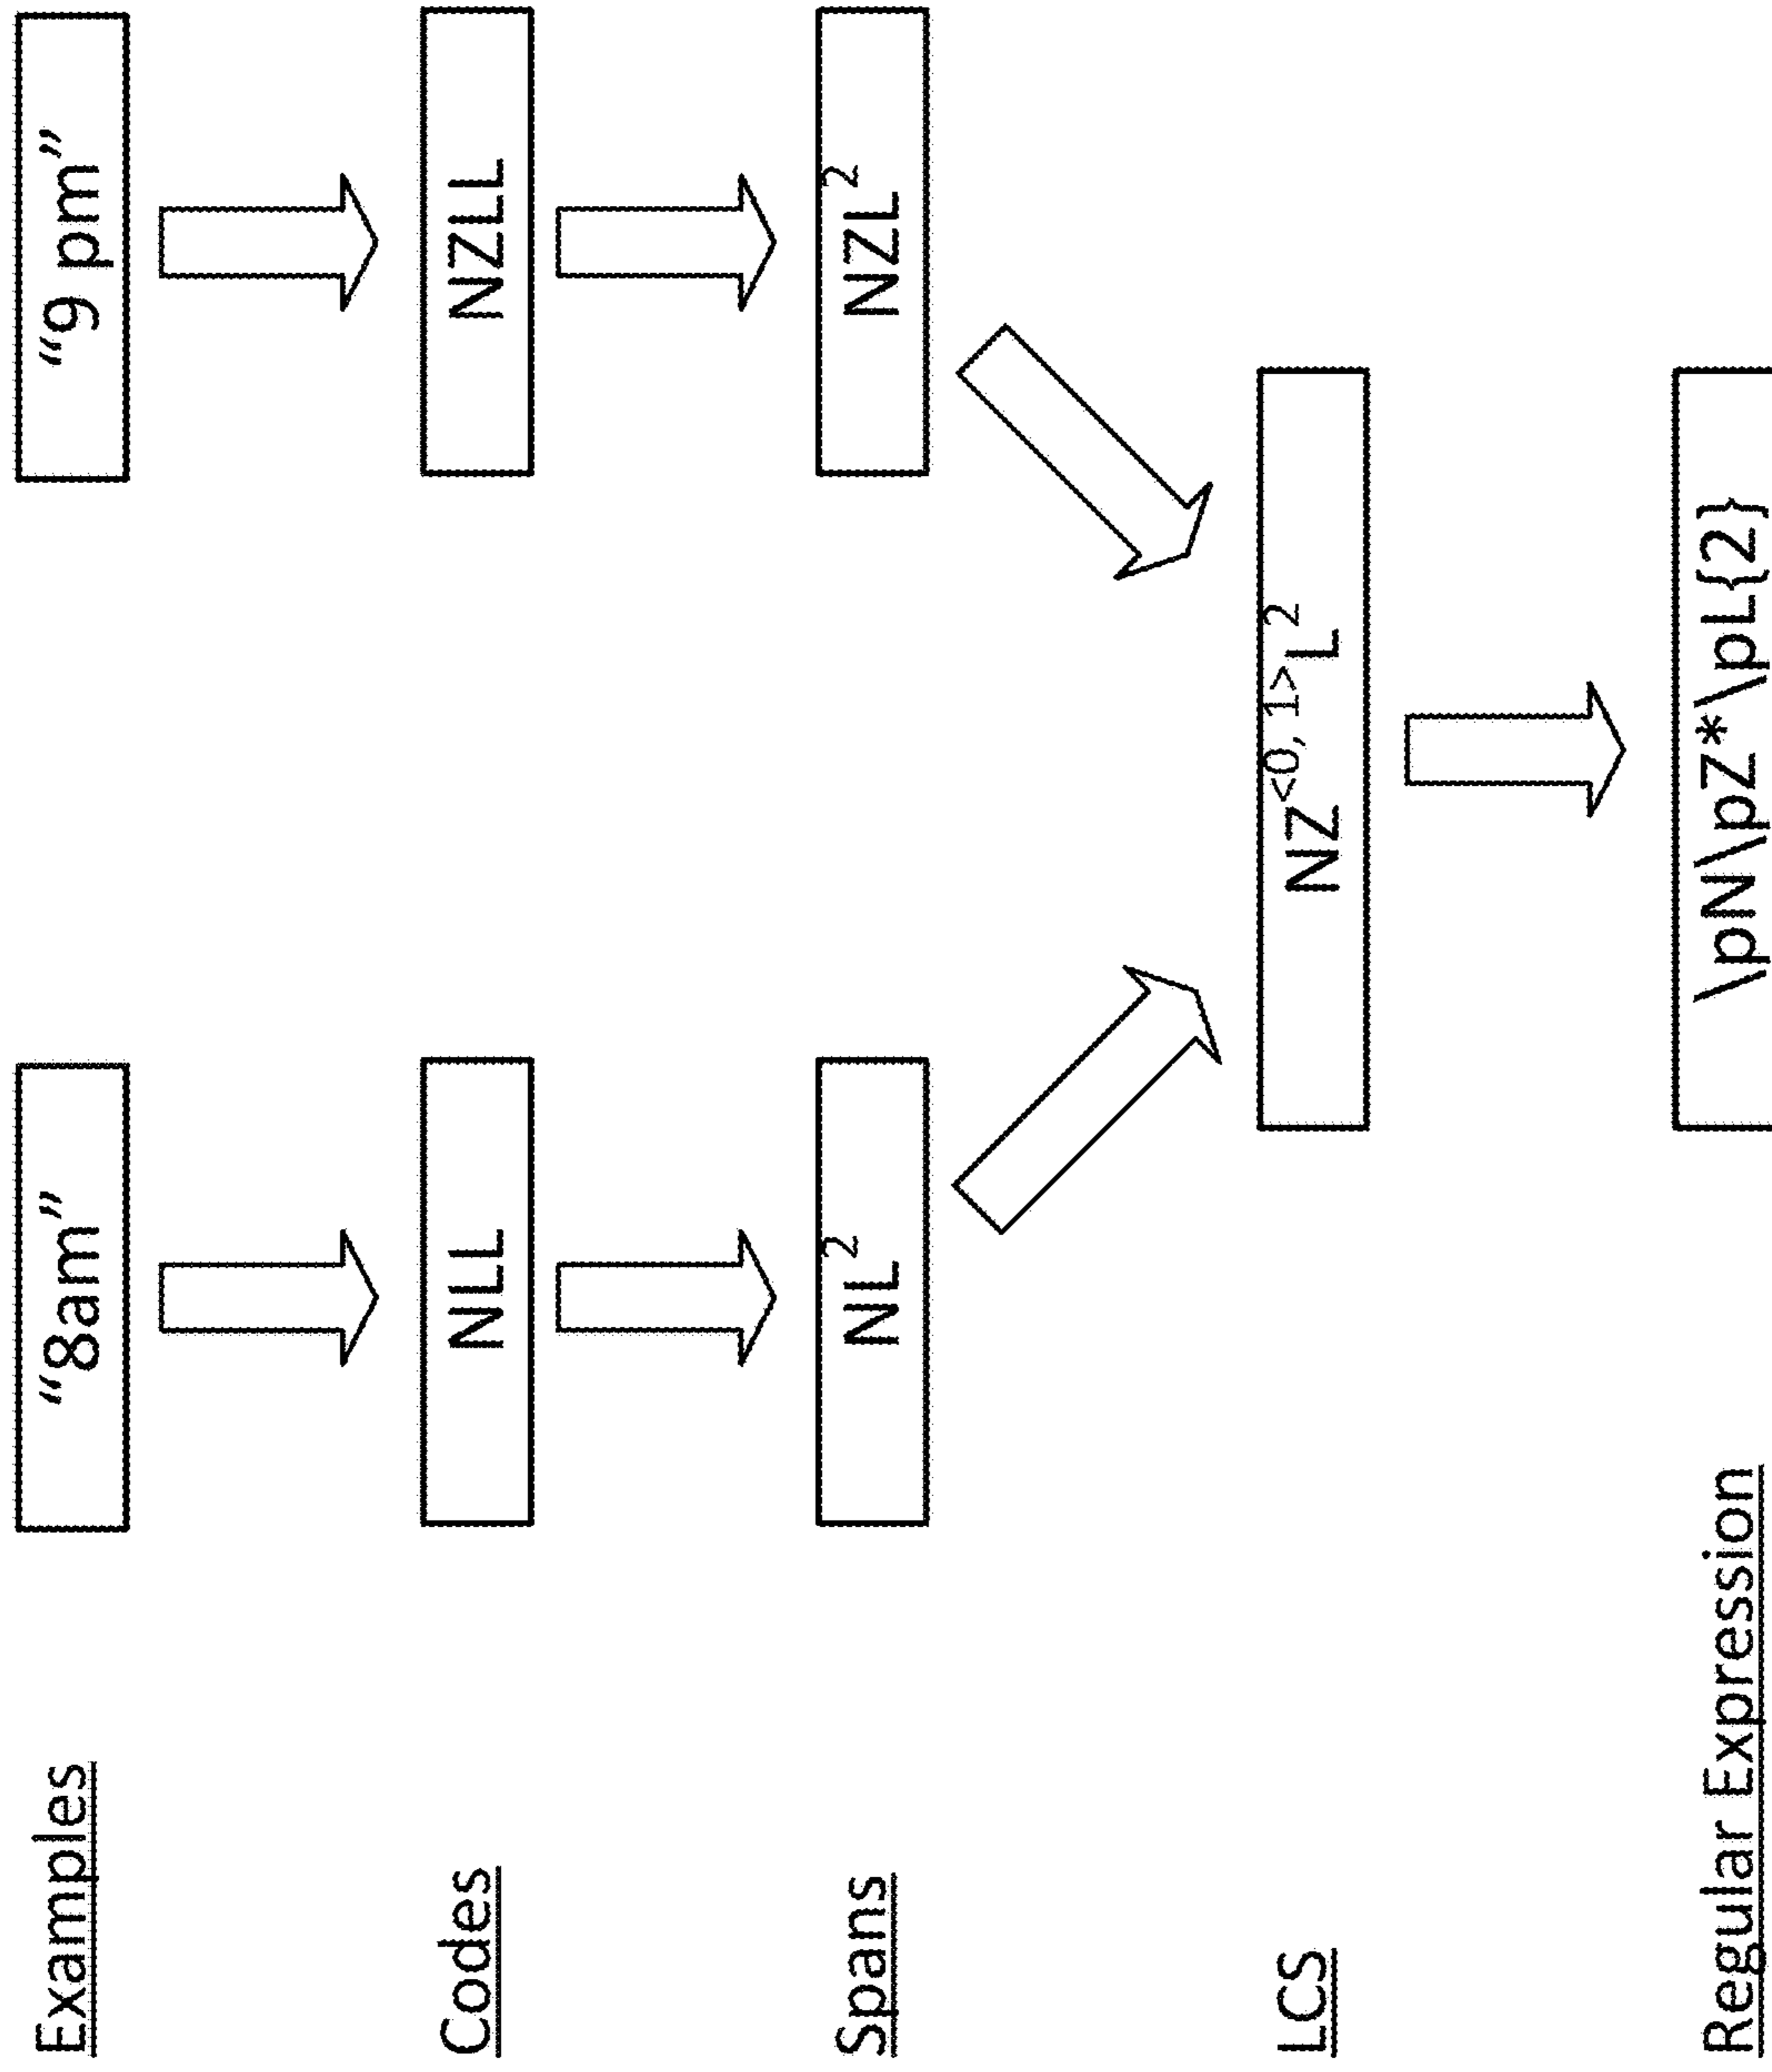 Examples
“8am”
“9 pm”
Codes
NLL
NZLL
Spans
NL²
NZL²
LCS
NZ<0, 1>L²
Regular Expression
\pN\pZ*\pL{2}